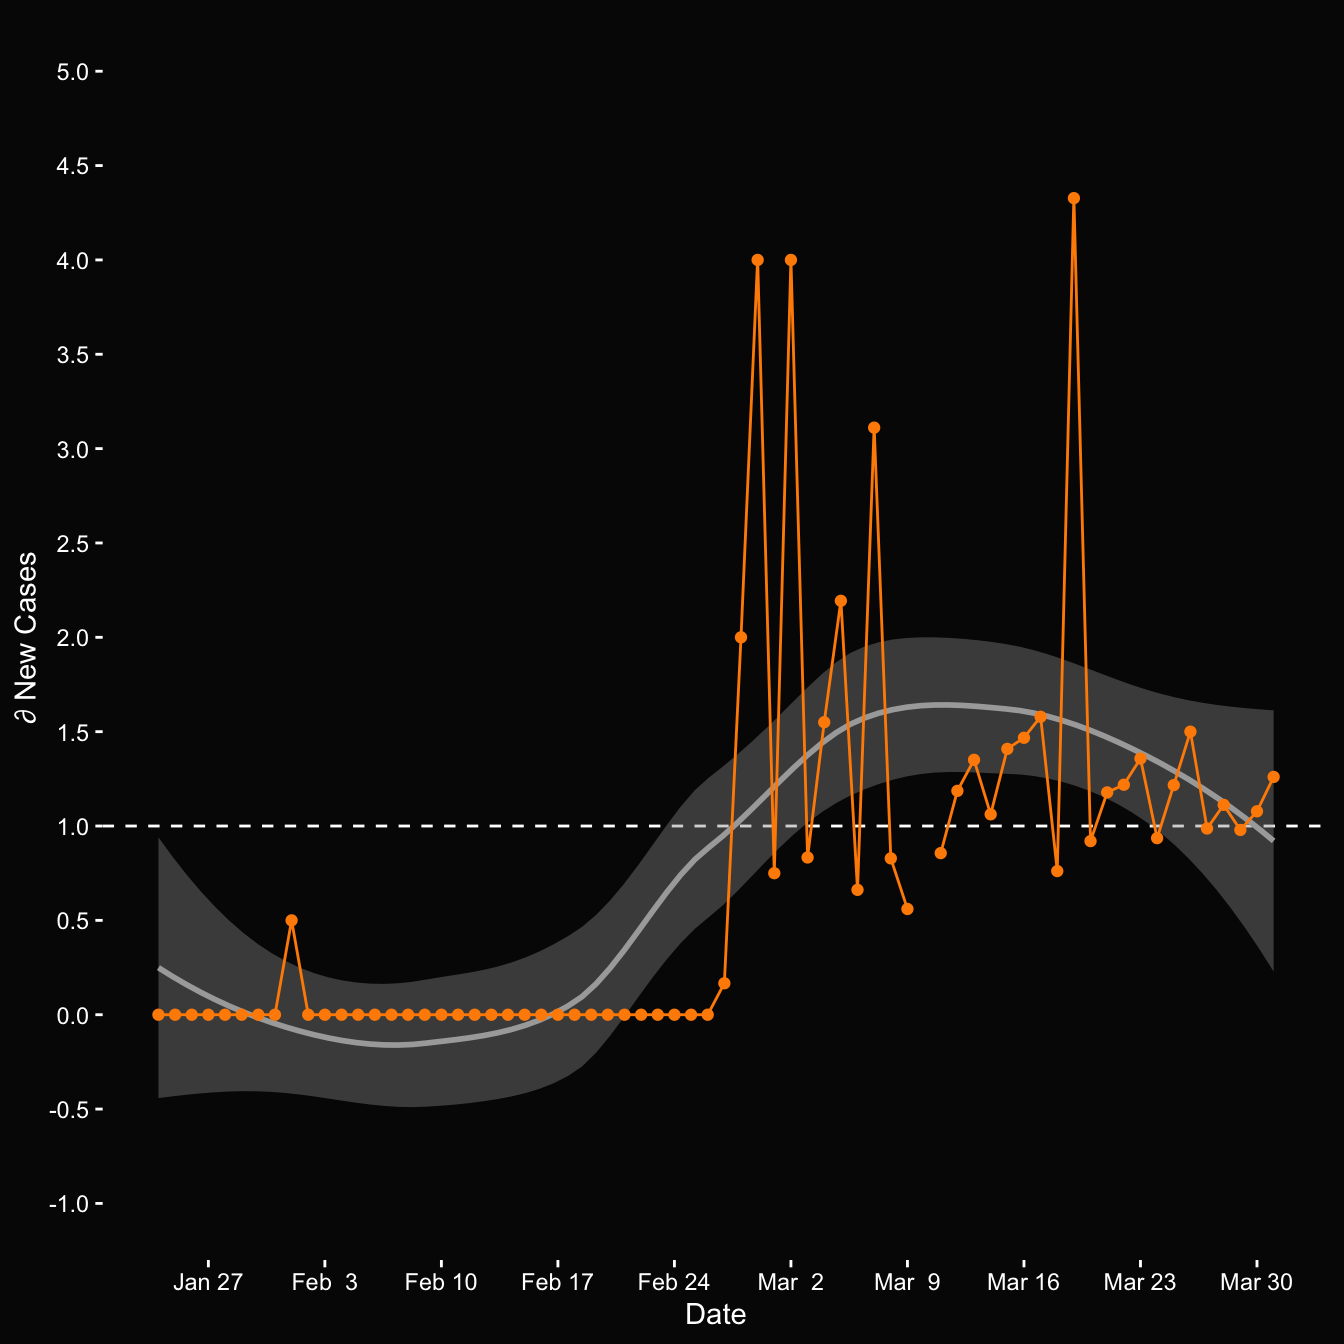 5.0
4.5
4.0
3.5
3.0
2.5
2.0
1.5
1.0
0.5
0.0
-0.5
-1.0
∂ New Cases
Jan 27
Feb  3
Feb 10
Feb 17
Feb 24
Mar  2
Mar  9
Mar 16
Mar 23
Mar 30
Date